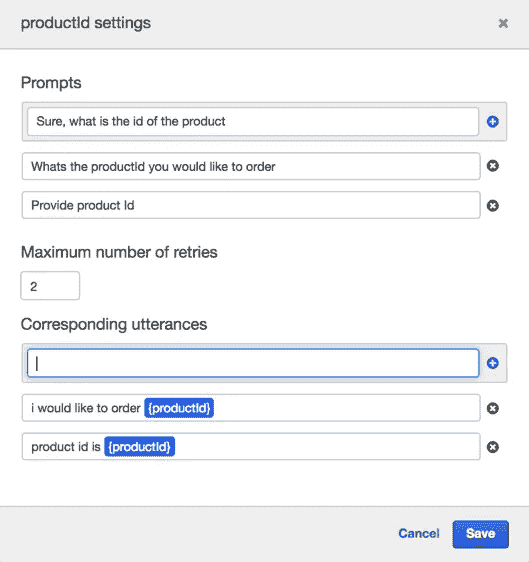 productId settings
Prompts
Sure, what is the id of the product
Whats the productId you would like to order
Provide product Id
Maximum number of retries
2
Corresponding utterances
i would like to order {productId}
product id is {productId}
Cancel Save